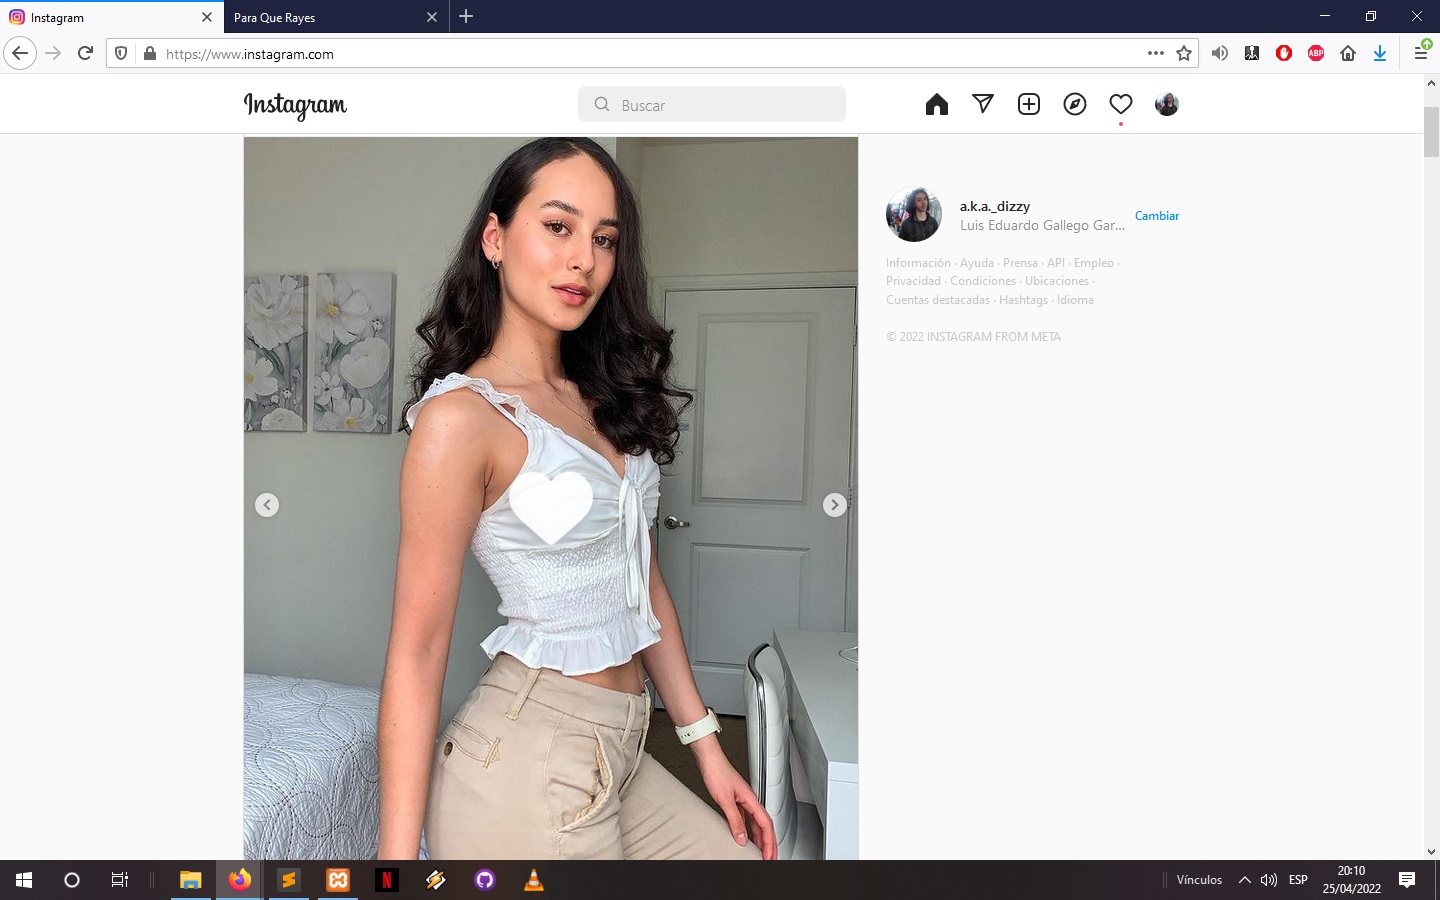 Instagram
Para Que Rayes
https://www.instagram.com
ABP
Instagram
Buscar
a.k.a._dizzy
Luis Eduardo Gallego Gar...
Cambiar
Información · Ayuda · Prensa · API · Empleo ·
Privacidad · Condiciones · Ubicaciones ·
Cuentas destacadas · Hashtags · Idioma
© 2022 INSTAGRAM FROM META
N
Vínculos
ESP
20:10
25/04/2022